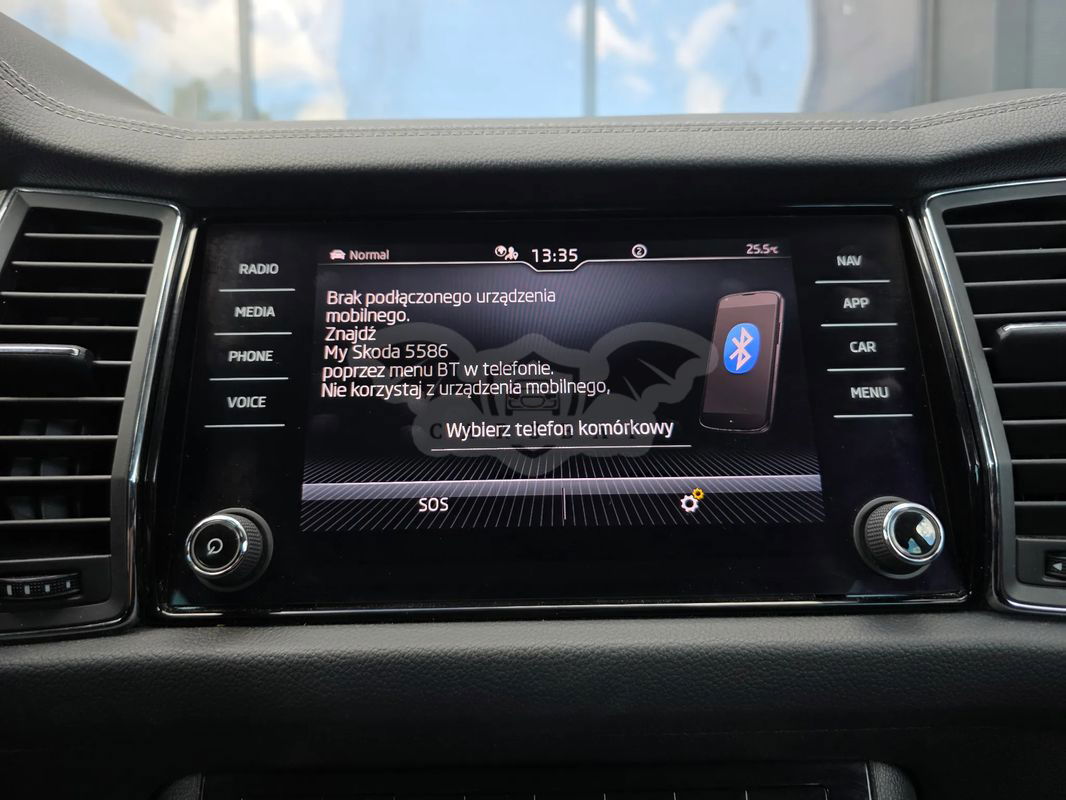 Normal
13:35
2
25.5°C
RADIO
MEDIA
PHONE
VOICE
Brak podłączonego urządzenia
mobilnego.
Znajdź
My Skoda 5586
poprzez menu BT w telefonie.
Nie korzystaj z urządzenia mobilnego,
Wybierz telefon komórkowy
SOS
NAV
APP
CAR
MENU